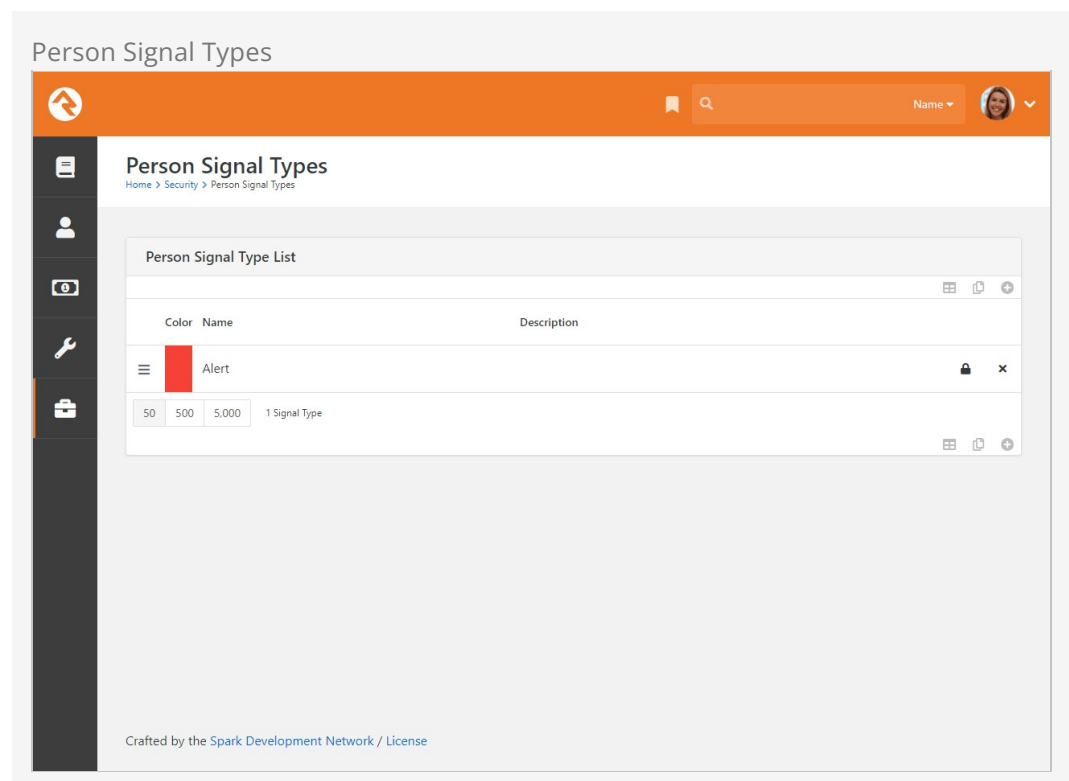 Person Signal Types
Name
Person Signal Types
Home > Security > Person Signal Types
Person Signal Type List
Color Name Description
Alert
50 500 5,000 1 Signal Type
Crafted by the Spark Development Network / License